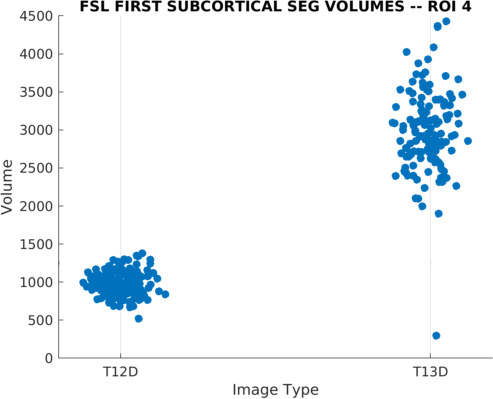 FSL FIRST SUBCORTICAL SEG VOLUMES -- ROI 4
4500
4000
3500
3000
2500
2000
1500
1000
500
0
Volume
T12D
T13D
Image Type